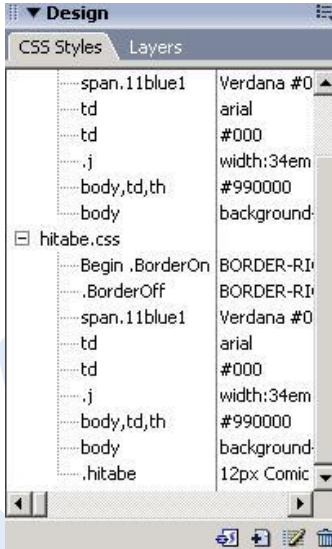 Design
CSS Styles Layers
span.11blue1 Verdana #0
td arial
td #000
.j width:34em
body,td,th #990000
body background-
hitabe.css
Begin .BorderOn BORDER-RI
.BorderOff BORDER-RI
span.11blue1 Verdana #0
td arial
td #000
.j width:34em
body,td,th #990000
body background-
.hitabe 12px Comic